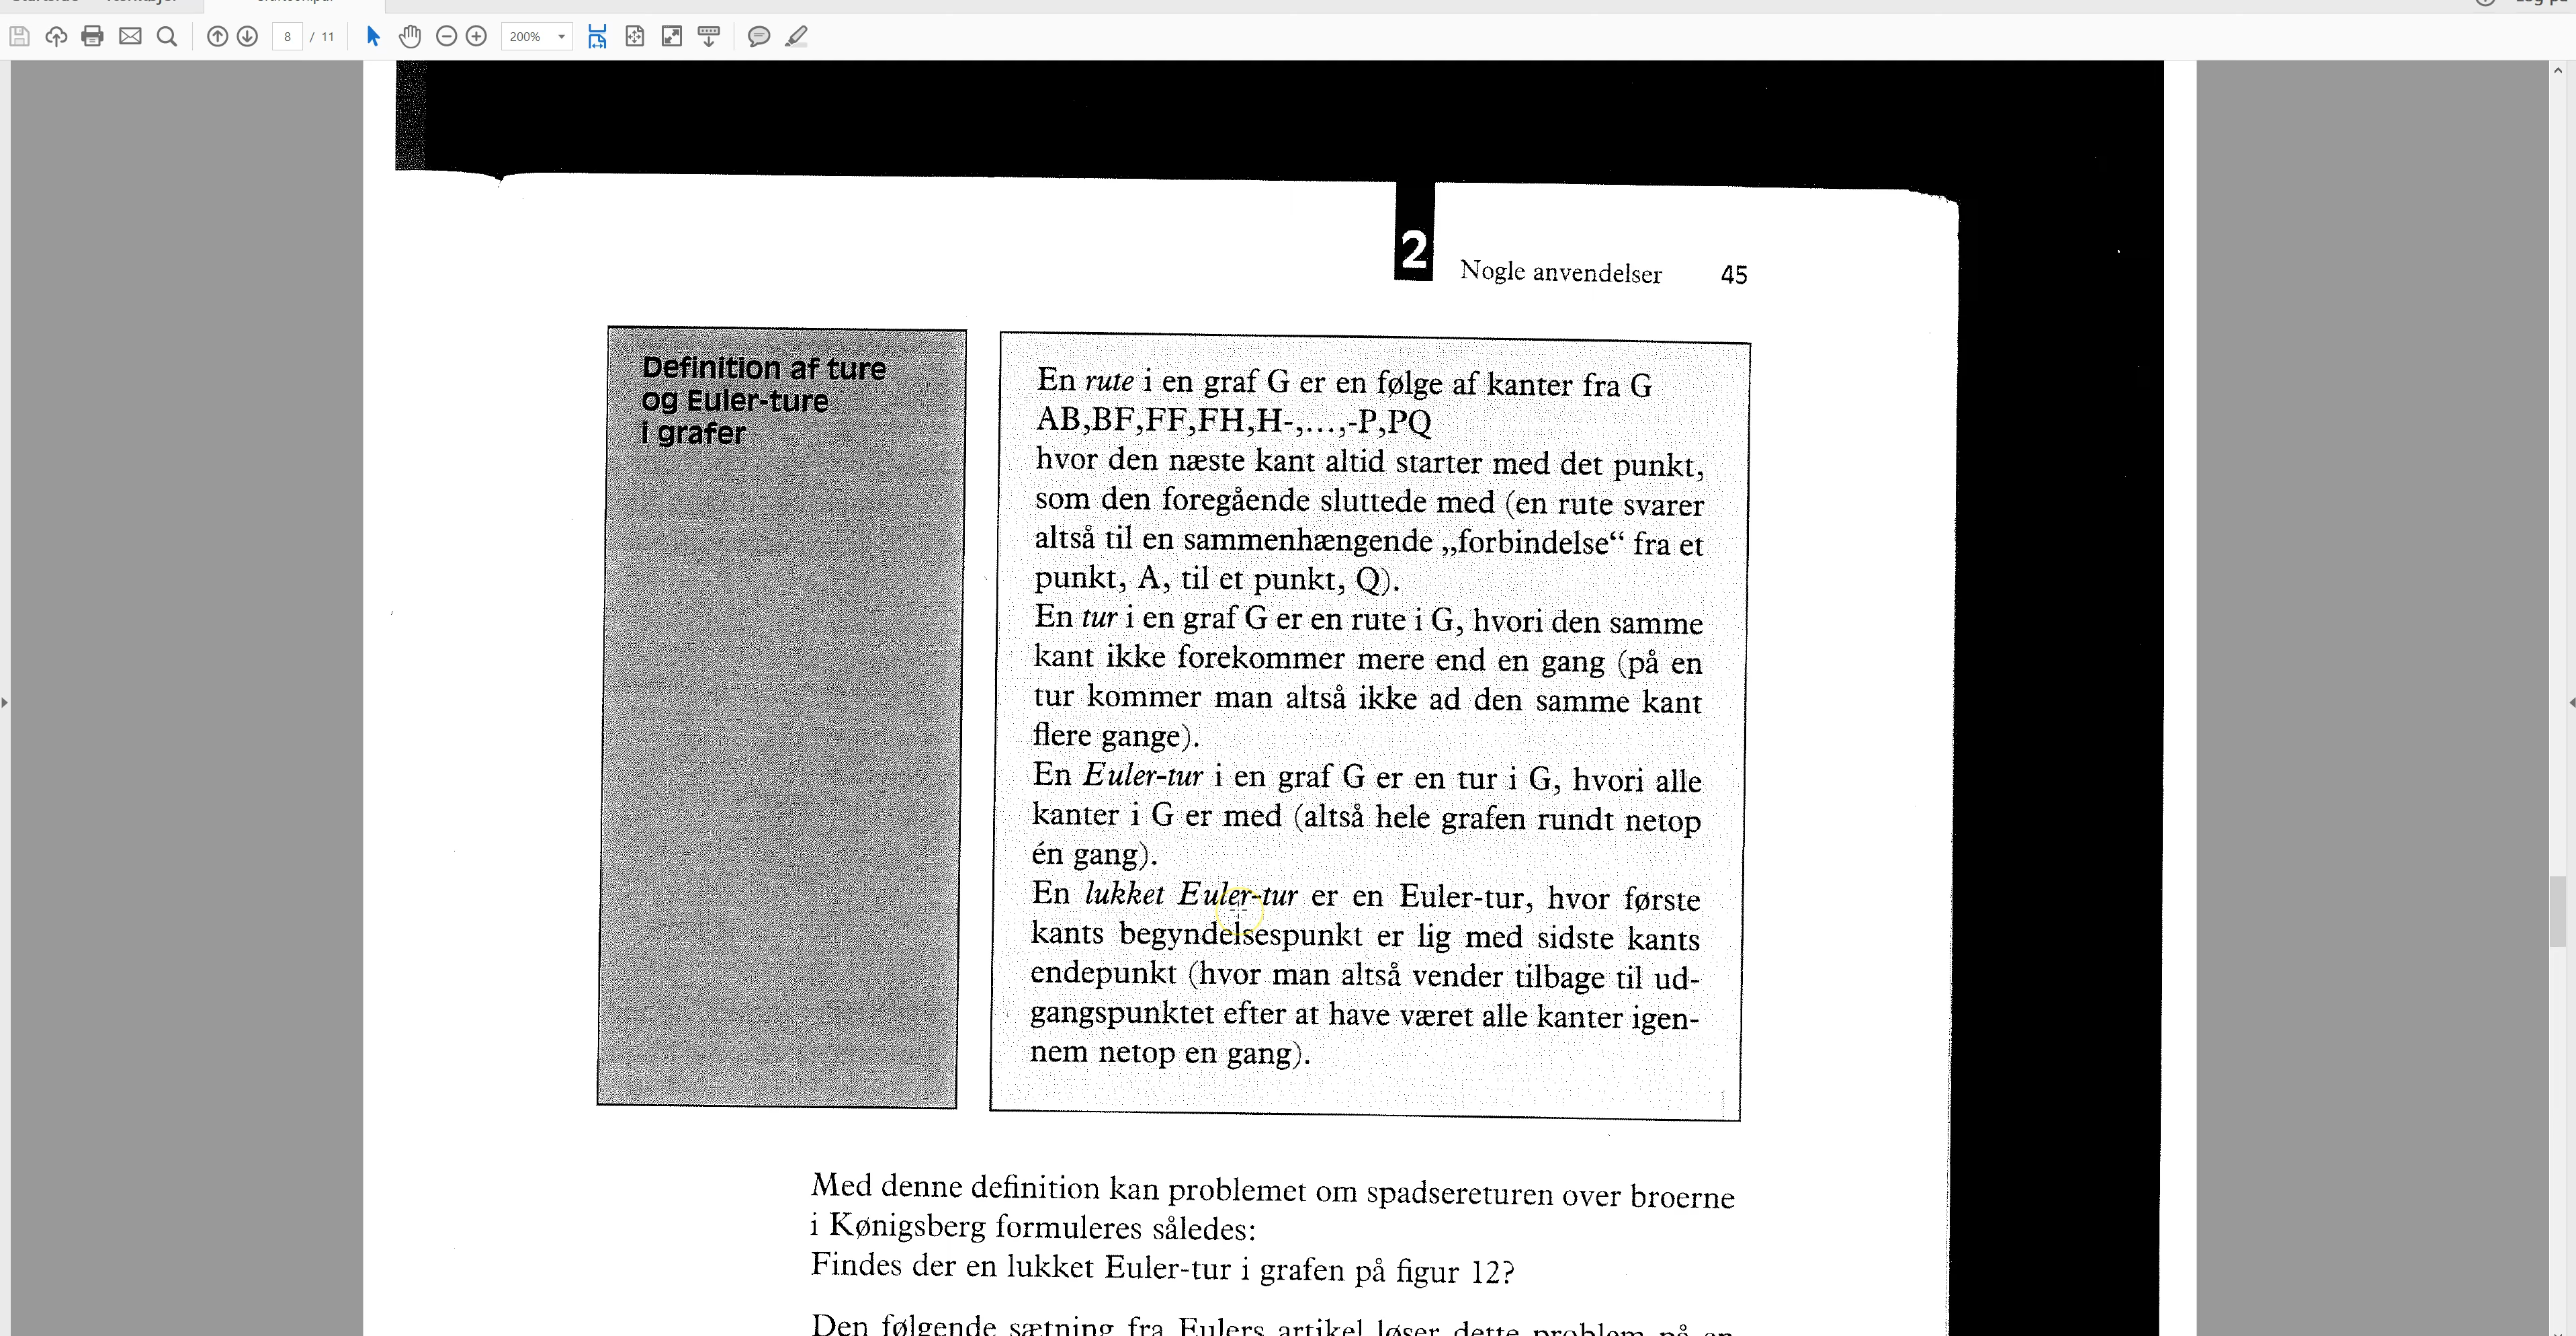 8 / 11
200%
2 Nogle anvendelser 45
Definition af ture
og Euler-ture
i grafer
En rute i en graf G er en følge af kanter fra G
AB,BF,FF,FH,H-,...,-P,PQ
hvor den næste kant altid starter med det punkt,
som den foregående sluttede med (en rute svarer
altså til en sammenhængende „forbindelse“ fra et
punkt, A, til et punkt, Q).
En tur i en graf G er en rute i G, hvori den samme
kant ikke forekommer mere end en gang (på en
tur kommer man altså ikke ad den samme kant
flere gange).
En Euler-tur i en graf G er en tur i G, hvori alle
kanter i G er med (altså hele grafen rundt netop
én gang).
En lukket Euler-tur er en Euler-tur, hvor første
kants begyndelsespunkt er lig med sidste kants
endepunkt (hvor man altså vender tilbage til ud-
gangspunktet efter at have været alle kanter igen-
nem netop en gang).
Med denne definition kan problemet om spadsereturen over broerne
i Kønigsberg formuleres således:
Findes der en lukket Euler-tur i grafen på figur 12?
Den følgende sætning fra Eulers artikel løser dette problem på en